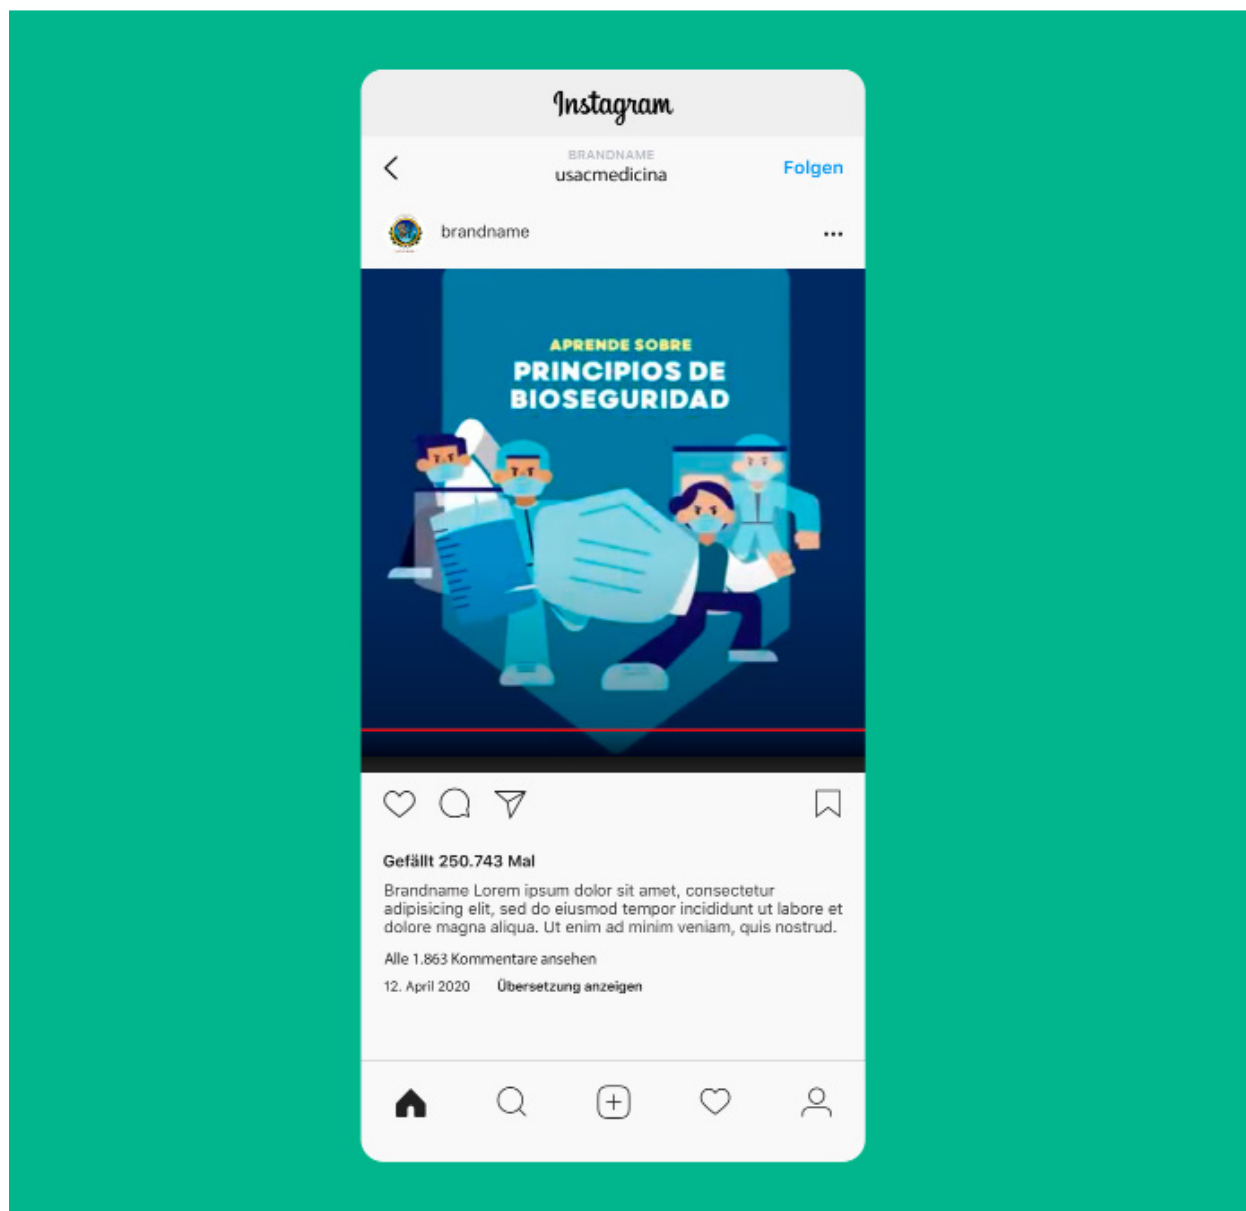 Instagram
BRANDNAME
usacmedicina
Folgen
brandname
APRENDE SOBRE
PRINCIPIOS DE
BIOSEGURIDAD
Gefällt 250.743 Mal
Brandname Lorem ipsum dolor sit amet, consectetur
adipisicing elit, sed do eiusmod tempor incididunt ut labore et
dolore magna aliqua. Ut enim ad minim veniam, quis nostrud.
Alle 1.863 Kommentare ansehen
12. April 2020 Übersetzung anzeigen